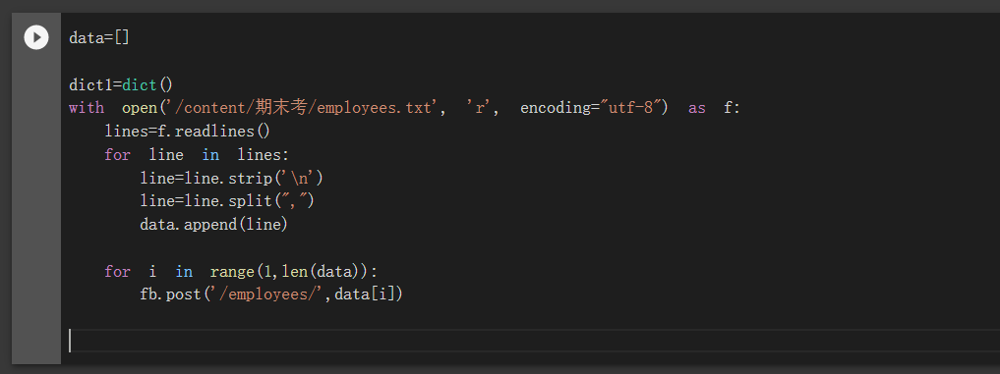 data=[]
dict1=dict()
with open('/content/期末考/employees.txt', 'r', encoding="utf-8") as f:
lines=f.readlines()
for line in lines:
line=line.strip('\n')
line=line.split(",")
data.append(line)
for i in range(1,len(data)):
fb.post('/employees/',data[i])